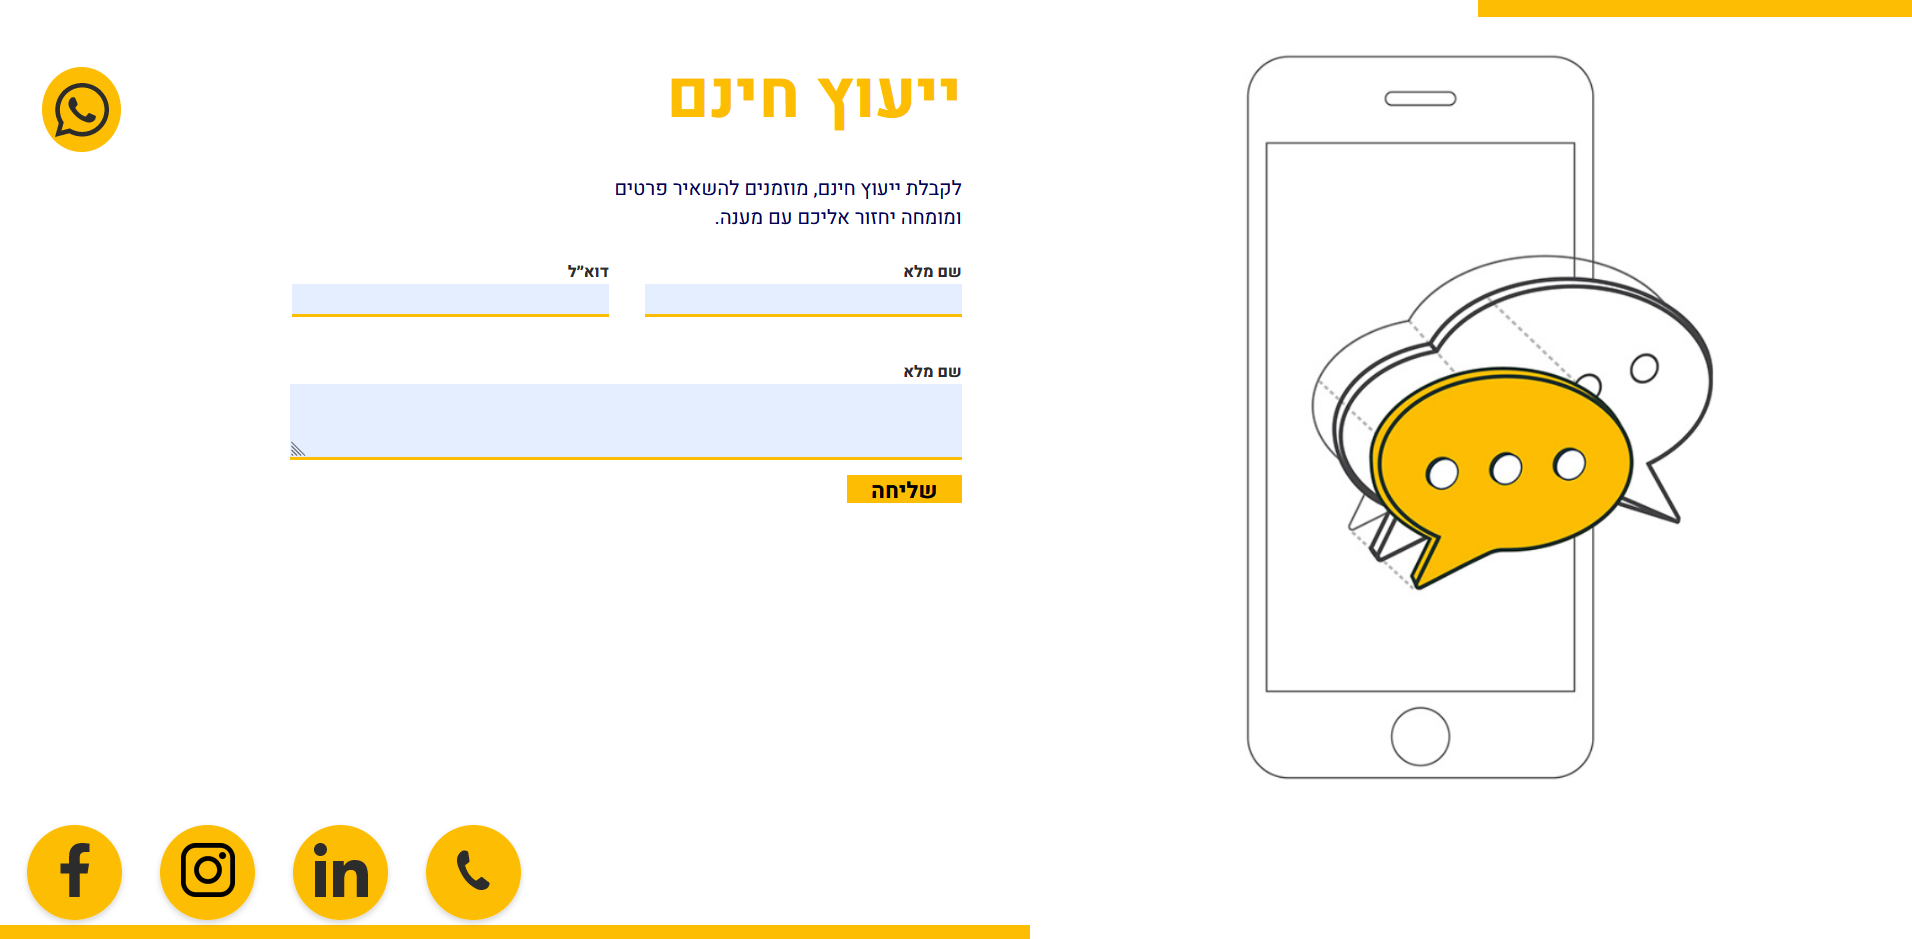 ייעוץ חינם
לקבלת ייעוץ חינם, מוזמנים להשאיר פרטים
ומומחה יחזור אליכם עם מענה.
שם מלא
דוא״ל
שם מלא
שליחה